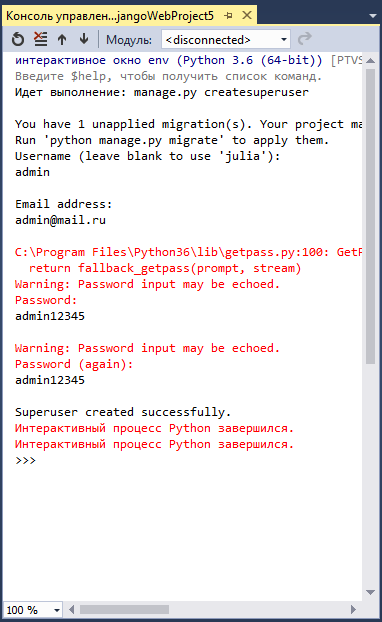 Консоль управлен...jangoWebProject5
Модуль: <disconnected>
интерактивное окно env (Python 3.6 (64-bit)) [PTVS
Введите $help, чтобы получить список команд.
Идет выполнение: manage.py createsuperuser
You have 1 unapplied migration(s). Your project ma
Run 'python manage.py migrate' to apply them.
Username (leave blank to use 'julia'):
admin
Email address:
admin@mail.ru
C:\Program Files\Python36\lib\getpass.py:100: GetP
return fallback_getpass(prompt, stream)
Warning: Password input may be echoed.
Password:
admin12345
Warning: Password input may be echoed.
Password (again):
admin12345
Superuser created successfully.
Интерактивный процесс Python завершился.
Интерактивный процесс Python завершился.
>>>
100 %